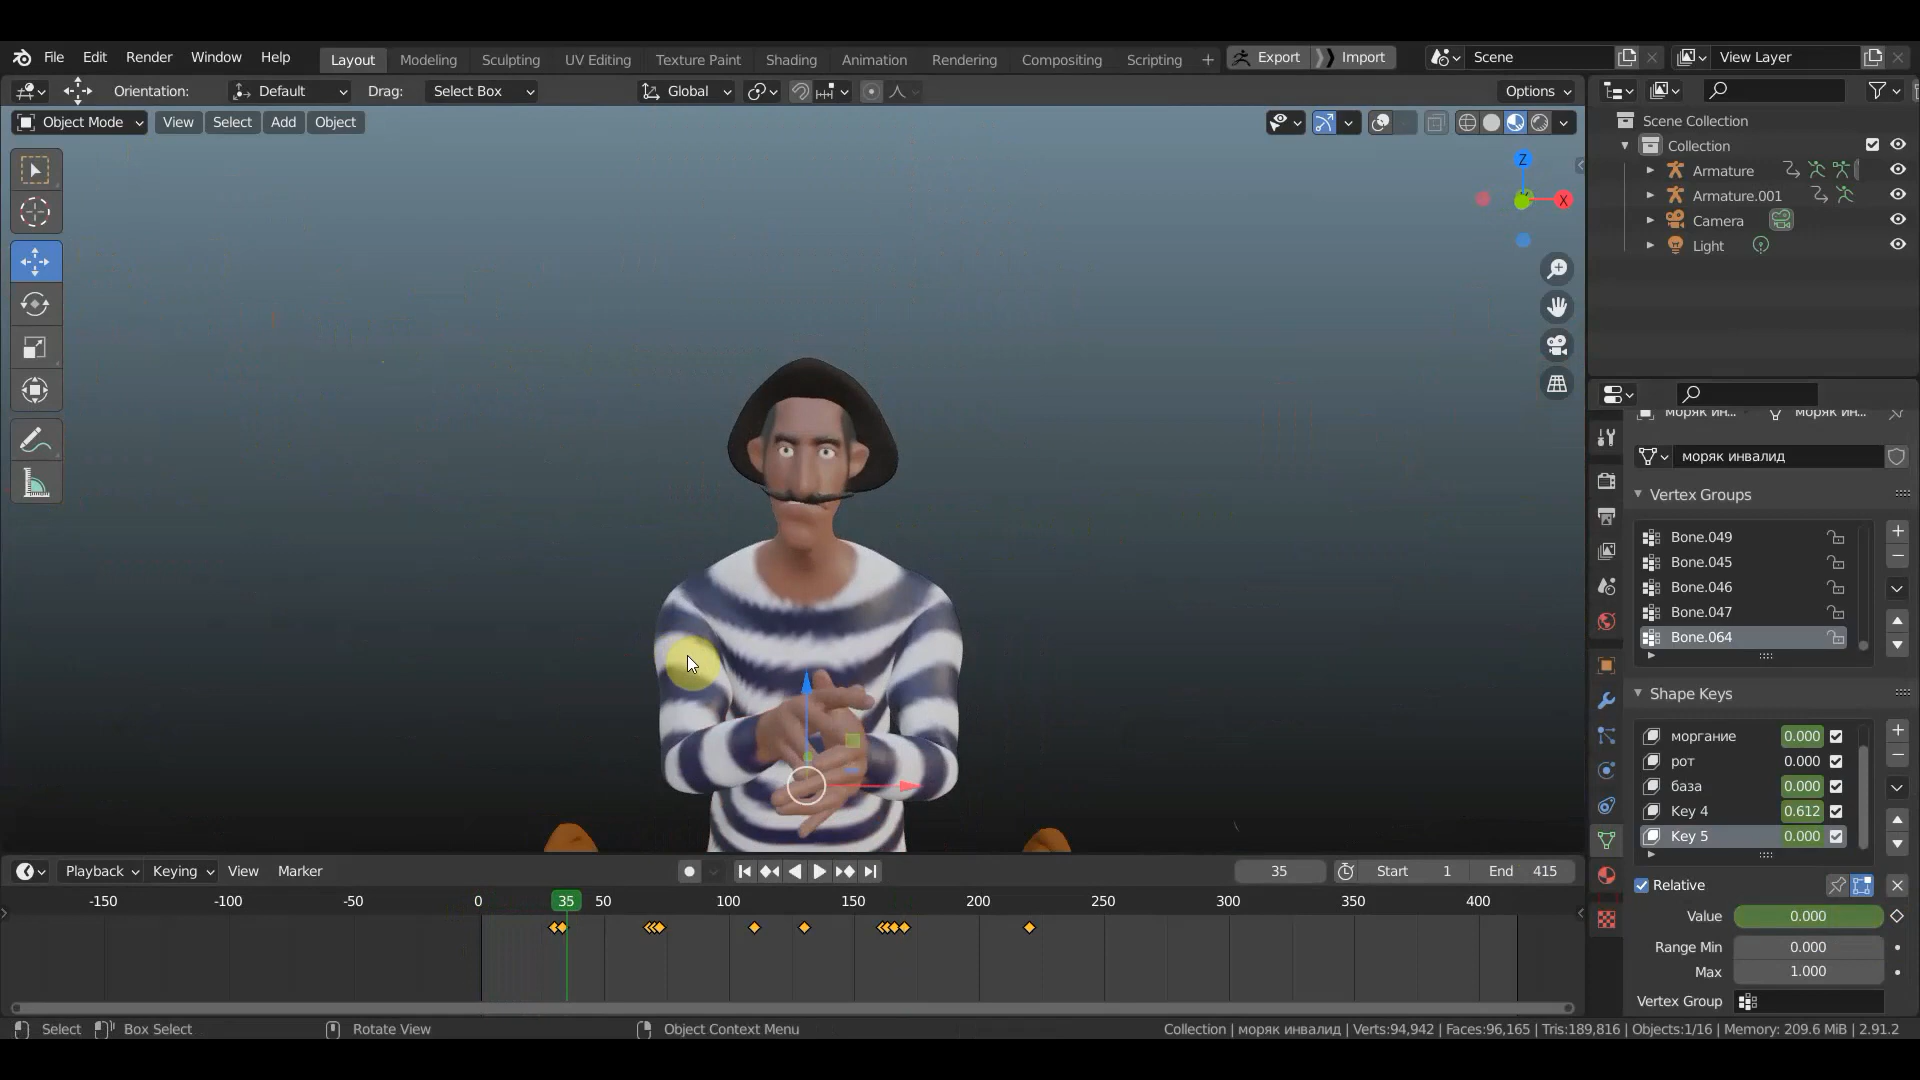 File Edit Render Window Help Layout Modeling Sculpting UV Editing Texture Paint Shading Animation Rendering Compositing Scripting + Export Import Scene View Layer
Orientation: Default Drag: Select Box Global Options
Object Mode View Select Add Object
Scene Collection
Collection
Armature
Armature.001
Camera
Light
Z
X
моряк ин... моряк ин...
моряк инвалид
Vertex Groups
Bone.049
Bone.045
Bone.046
Bone.047
Bone.064
Shape Keys
моргание 0.000
рот 0.000
база 0.000
Key 4 0.612
Key 5 0.000
Relative
Value 0.000
Range Min 0.000
Max 1.000
Vertex Group
Playback Keying View Marker 35 Start 1 End 415
-150 -100 -50 0 35 50 100 150 200 250 300 350 400
Select Box Select Rotate View Object Context Menu Collection | моряк инвалид | Verts:94,942 | Faces:96,165 | Tris:189,816 | Objects:1/16 | Memory: 209.6 MiB | 2.91.2